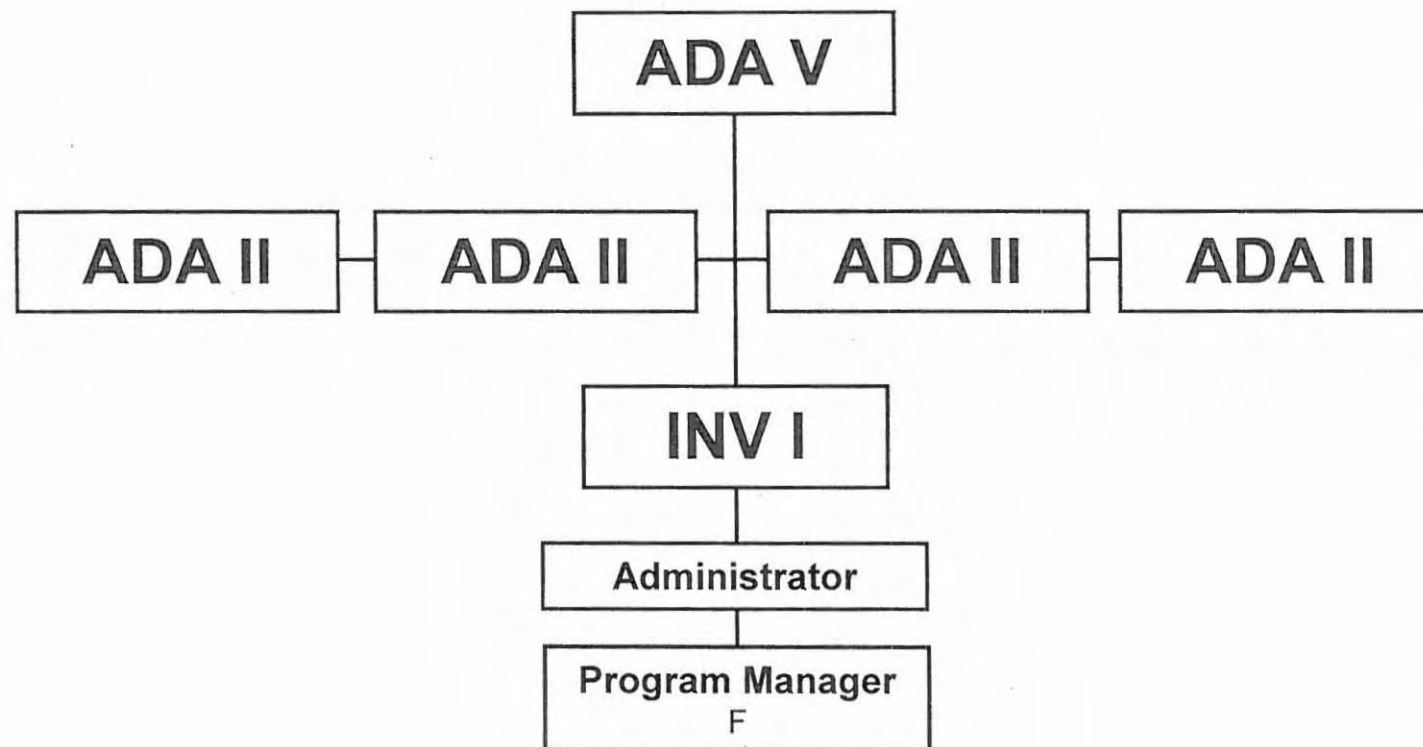 ADA V
ADA II ADA II ADA II ADA II
INV I
Administrator
Program Manager
F